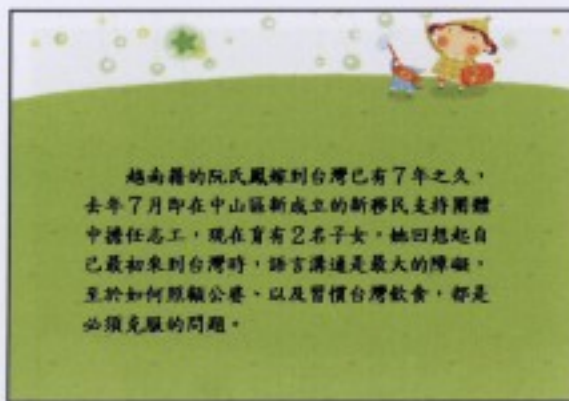 越南籍的阮氏鳳嫁到台灣已有7年之久，
去年7月即在中山區新成立的新移民支持團體
中擔任志工，現在育有2名子女。她回想起自
己最初來到台灣時，語言溝通是最大的障礙，
至於如何照顧公婆、以及習慣台灣飲食，都是
必須克服的問題。